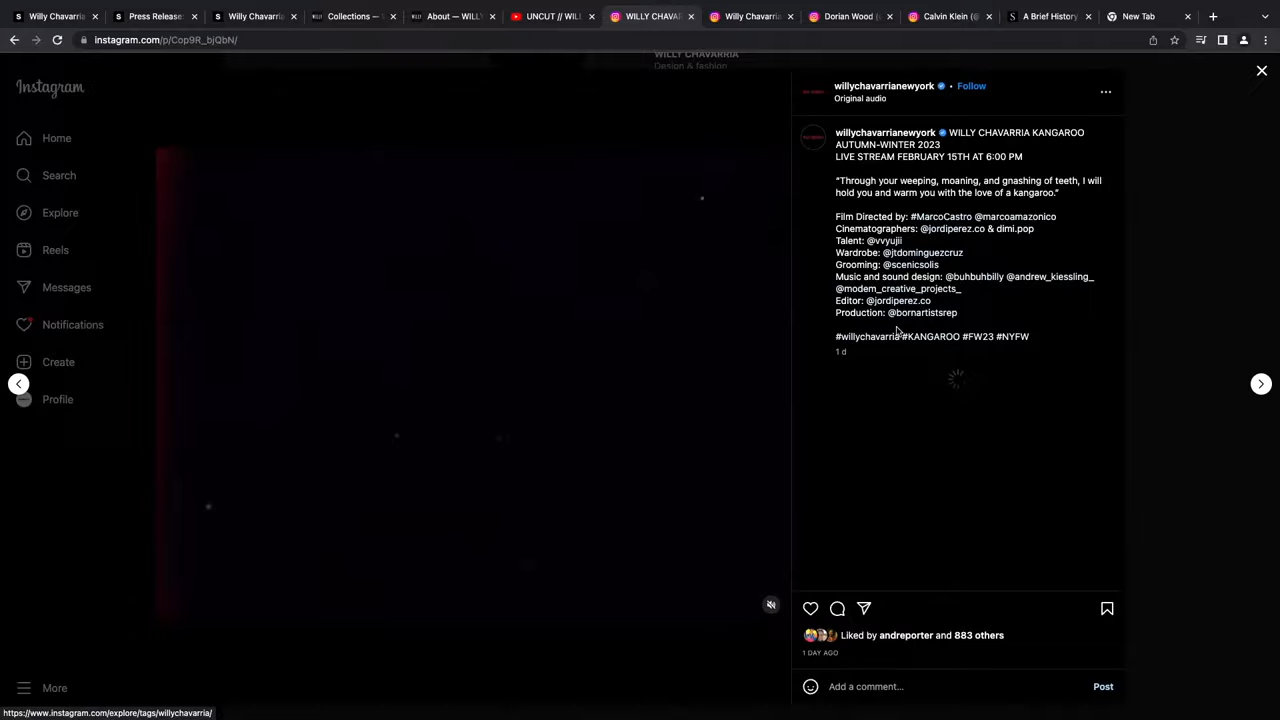 Willy Chavarria
Press Release
Willy Chavarria
Collections — 
About — WILLY
UNCUT // WILL
WILLY CHAVAR
Willy Chavarria
Dorian Wood (
Calvin Klein (@
A Brief History
New Tab
instagram.com/p/Cop9R_bjQbN/
WILLY CHAVARRIA
Design & fashion
Instagram
Home
Search
Explore
Reels
Messages
Notifications
Create
Profile
More
willychavarrianewyork • Follow
Original audio
willychavarrianewyork WILLY CHAVARRIA KANGAROO
AUTUMN-WINTER 2023
LIVE STREAM FEBRUARY 15TH AT 6:00 PM
“Through your weeping, moaning, and gnashing of teeth, I will
hold you and warm you with the love of a kangaroo.”
Film Directed by: #MarcoCastro @marcoamazonico
Cinematographers: @jordiperez.co & dimi.pop
Talent: @vvyujii
Wardrobe: @jtdominguezcruz
Grooming: @scenicsolis
Music and sound design: @buhbuhbilly @andrew_kiessling_
@modem_creative_projects_
Editor: @jordiperez.co
Production: @bornartistsrep
#willychavarria #KANGAROO #FW23 #NYFW
1 d
Liked by andreporter and 883 others
1 DAY AGO
Add a comment...
Post
https://www.instagram.com/explore/tags/willychavarria/